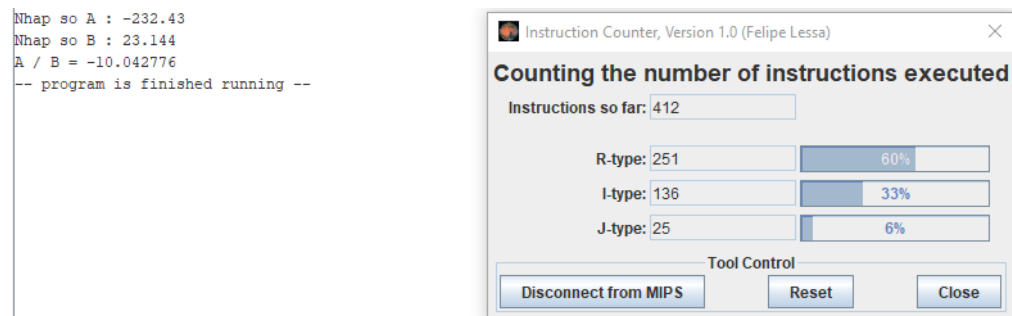 Nhap so A : -232.43
Nhap so B : 23.144
A / B = -10.042776
-- program is finished running --
Instruction Counter, Version 1.0 (Felipe Lessa)
Counting the number of instructions executed
Instructions so far: 412
R-type: 251 60%
I-type: 136 33%
J-type: 25 6%
Tool Control
Disconnect from MIPS Reset Close